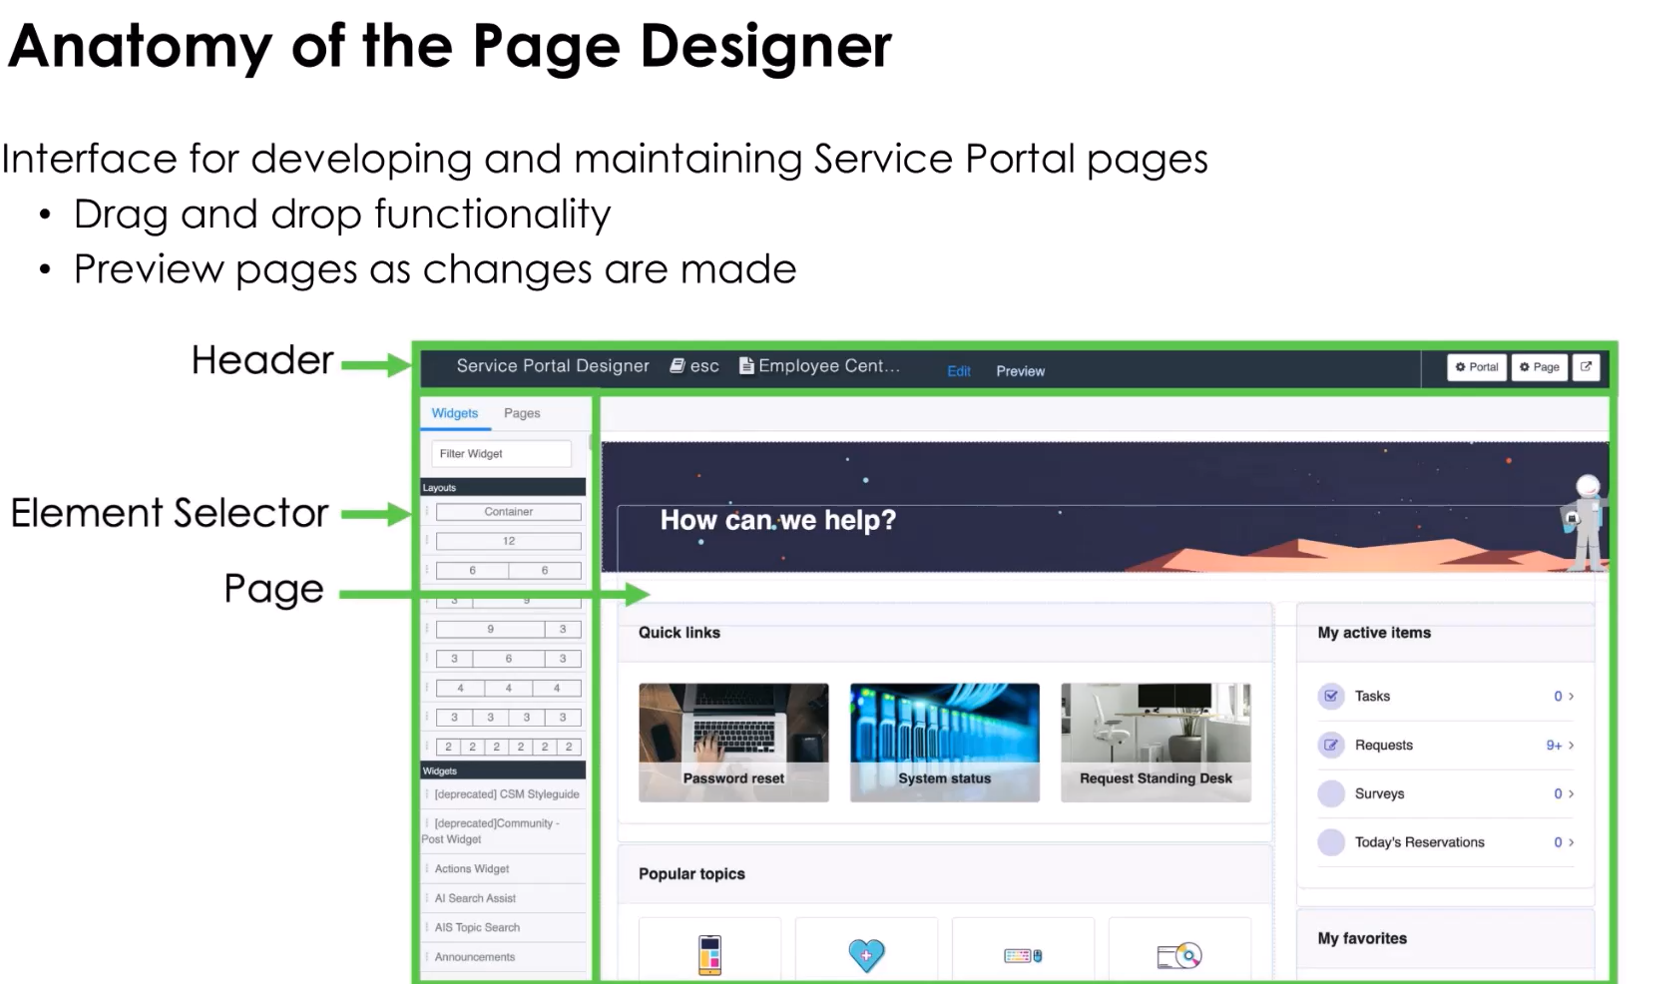 Anatomy of the Page Designer
Interface for developing and maintaining Service Portal pages
• Drag and drop functionality
• Preview pages as changes are made
Header
Service Portal Designer esc Employee Cent... Edit Preview Portal Page
Widgets Pages
Filter Widget
Element Selector
Layouts
Container
12
6 6
Page
3 9
9 3
3 6 3
4 4 4
3 3 3 3
2 2 2 2 2 2
Widgets
[deprecated] CSM Styleguide
[deprecated]Community -
Post Widget
Actions Widget
AI Search Assist
AIS Topic Search
Announcements
How can we help?
Quick links
Password reset
System status
Request Standing Desk
Popular topics
My active items
Tasks 0 >
Requests 9+ >
Surveys 0 >
Today's Reservations 0 >
My favorites